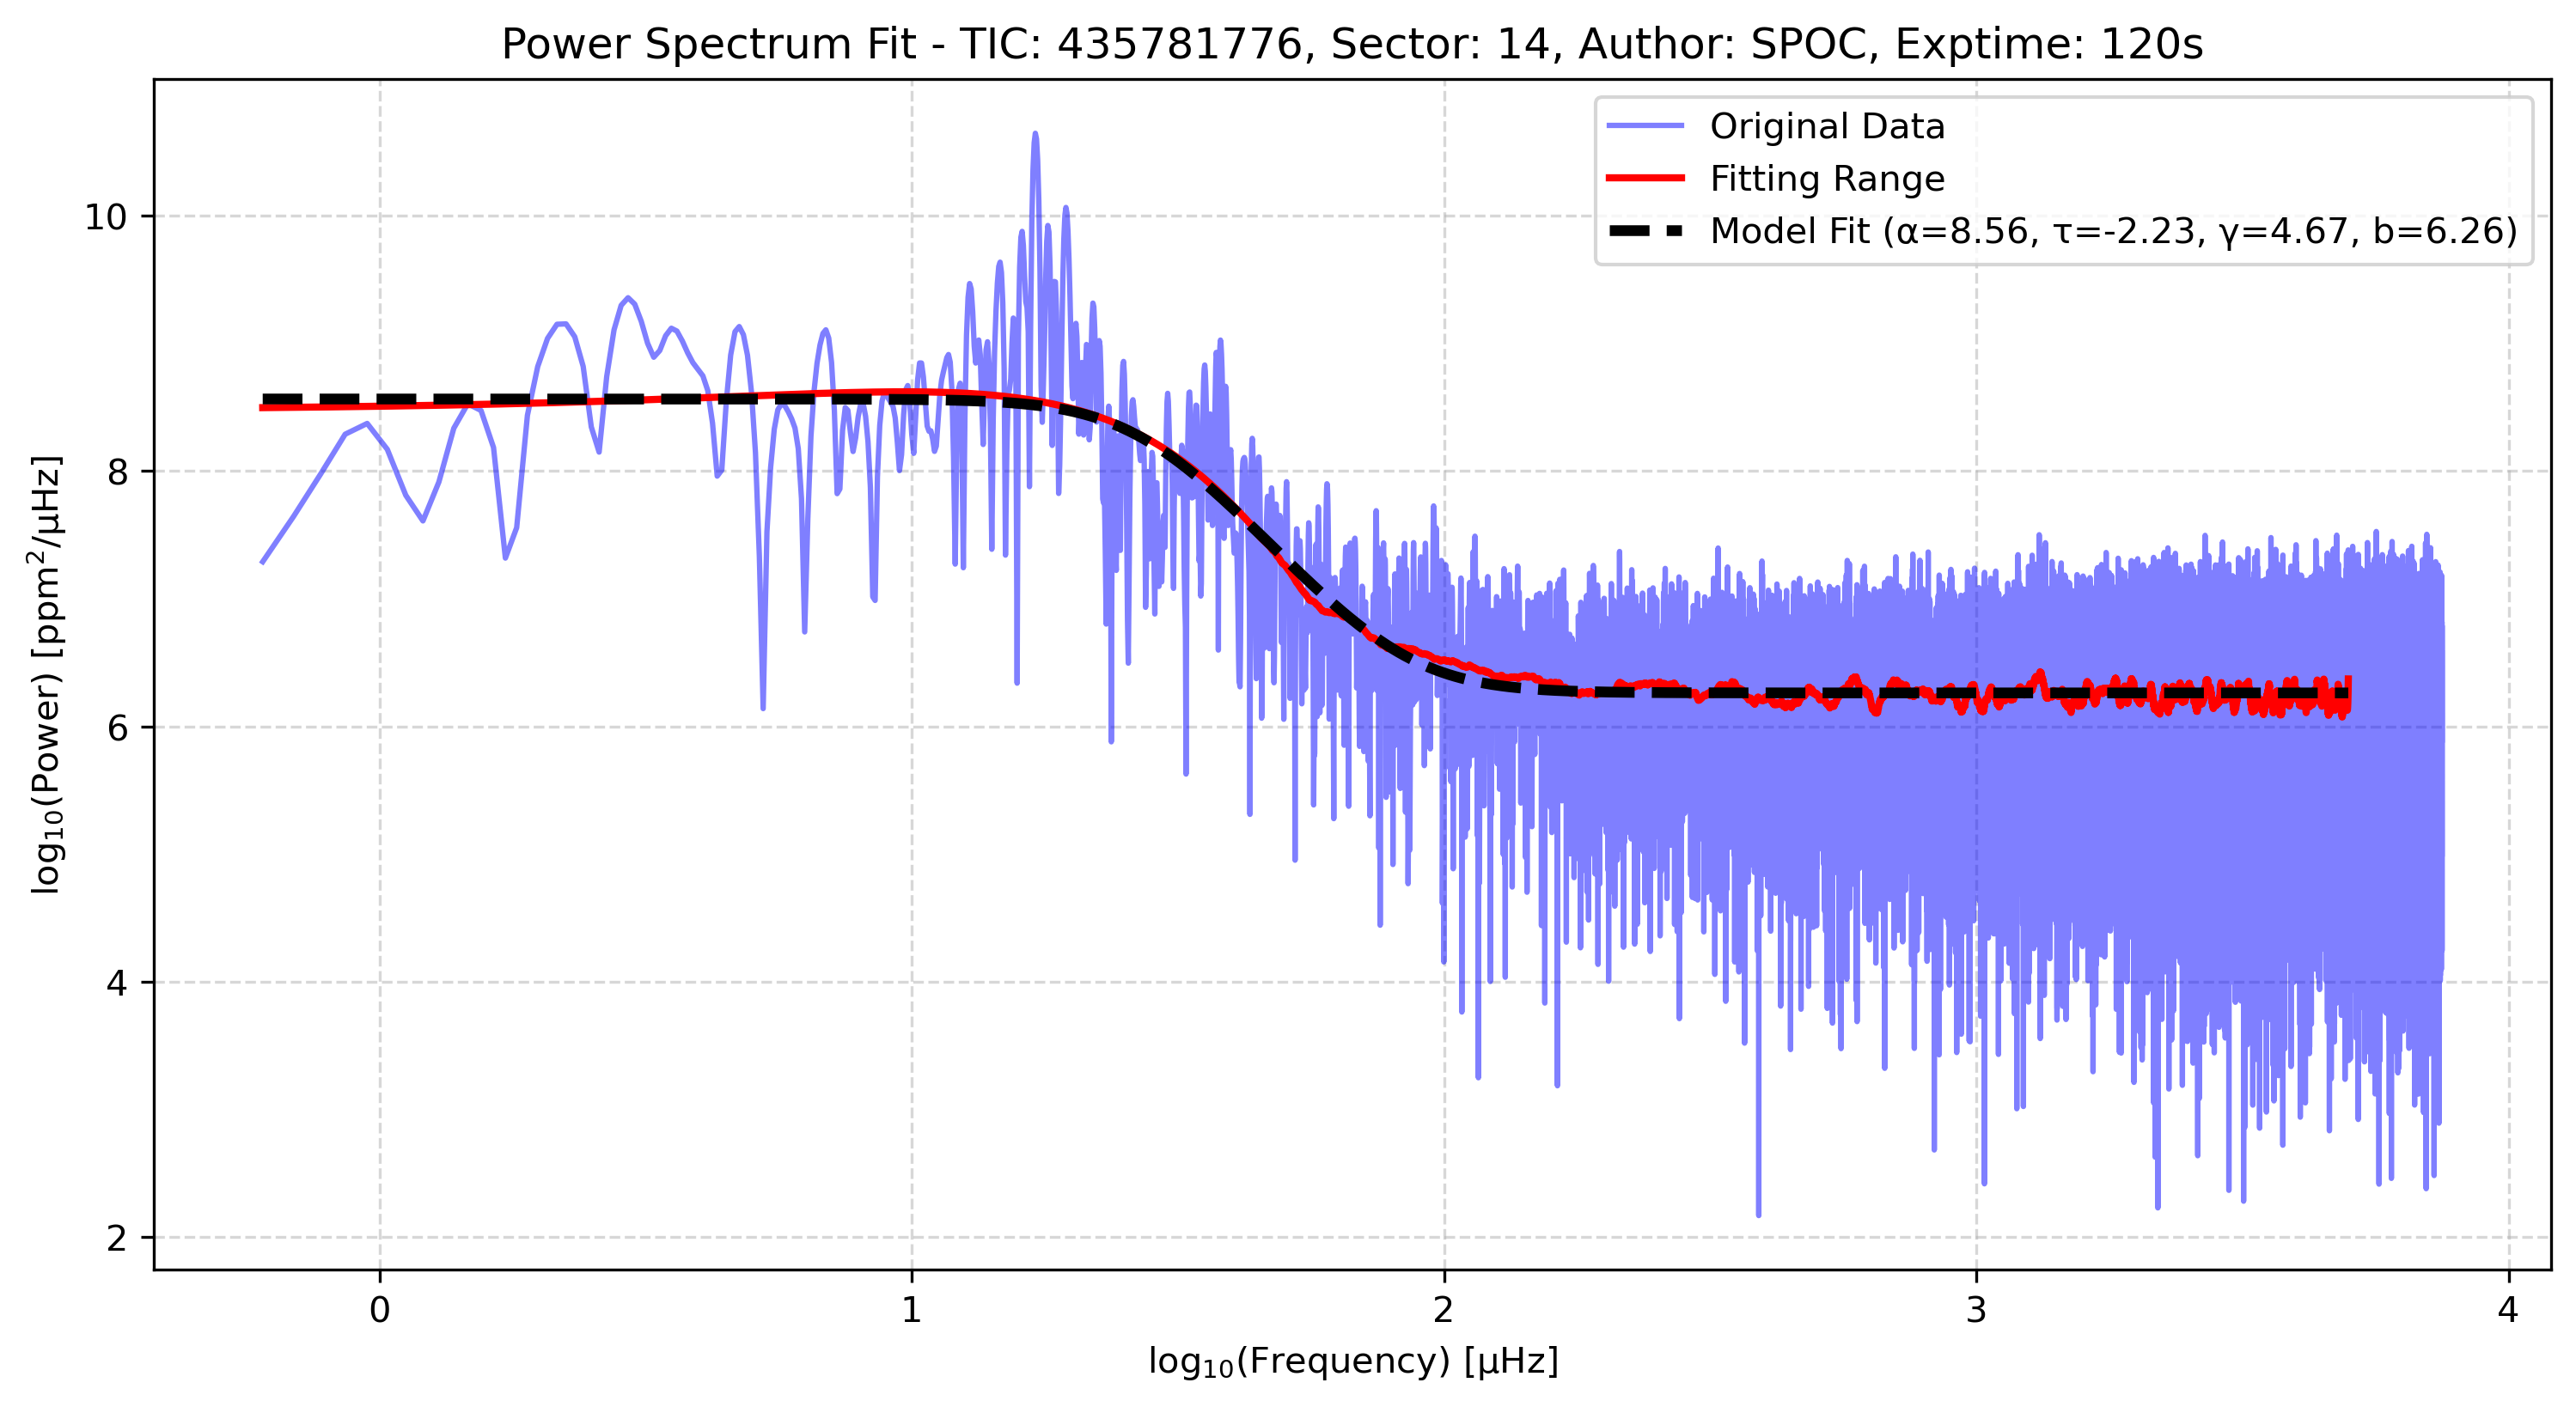 Power Spectrum Fit - TIC: 435781776, Sector: 14, Author: SPOC, Exptime: 120s
Original Data
Fitting Range
Model Fit (α=8.56, τ=-2.23, γ=4.67, b=6.26)
log₁₀(Power) [ppm²/μHz]
10
8
6
4
2
0 1 2 3 4
log₁₀(Frequency) [μHz]